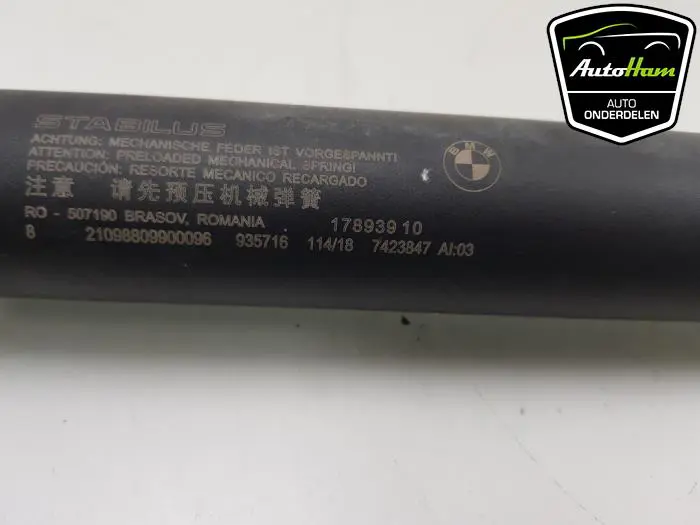 AutoHam
AUTO
ONDERDELEN
STABILUS
ACHTUNG: MECHANISCHE FEDER IST VORGESPANNT!
ATTENTION: PRELOADED MECHANICAL SPRING!
PRECAUCIÓN: RESORTE MECANICO RECARGADO
注意 请先预压机械弹簧
BMW
RO - 507190 BRASOV, ROMANIA 17893910
8 21098809900096 935716 114/18 7423847 AI:03